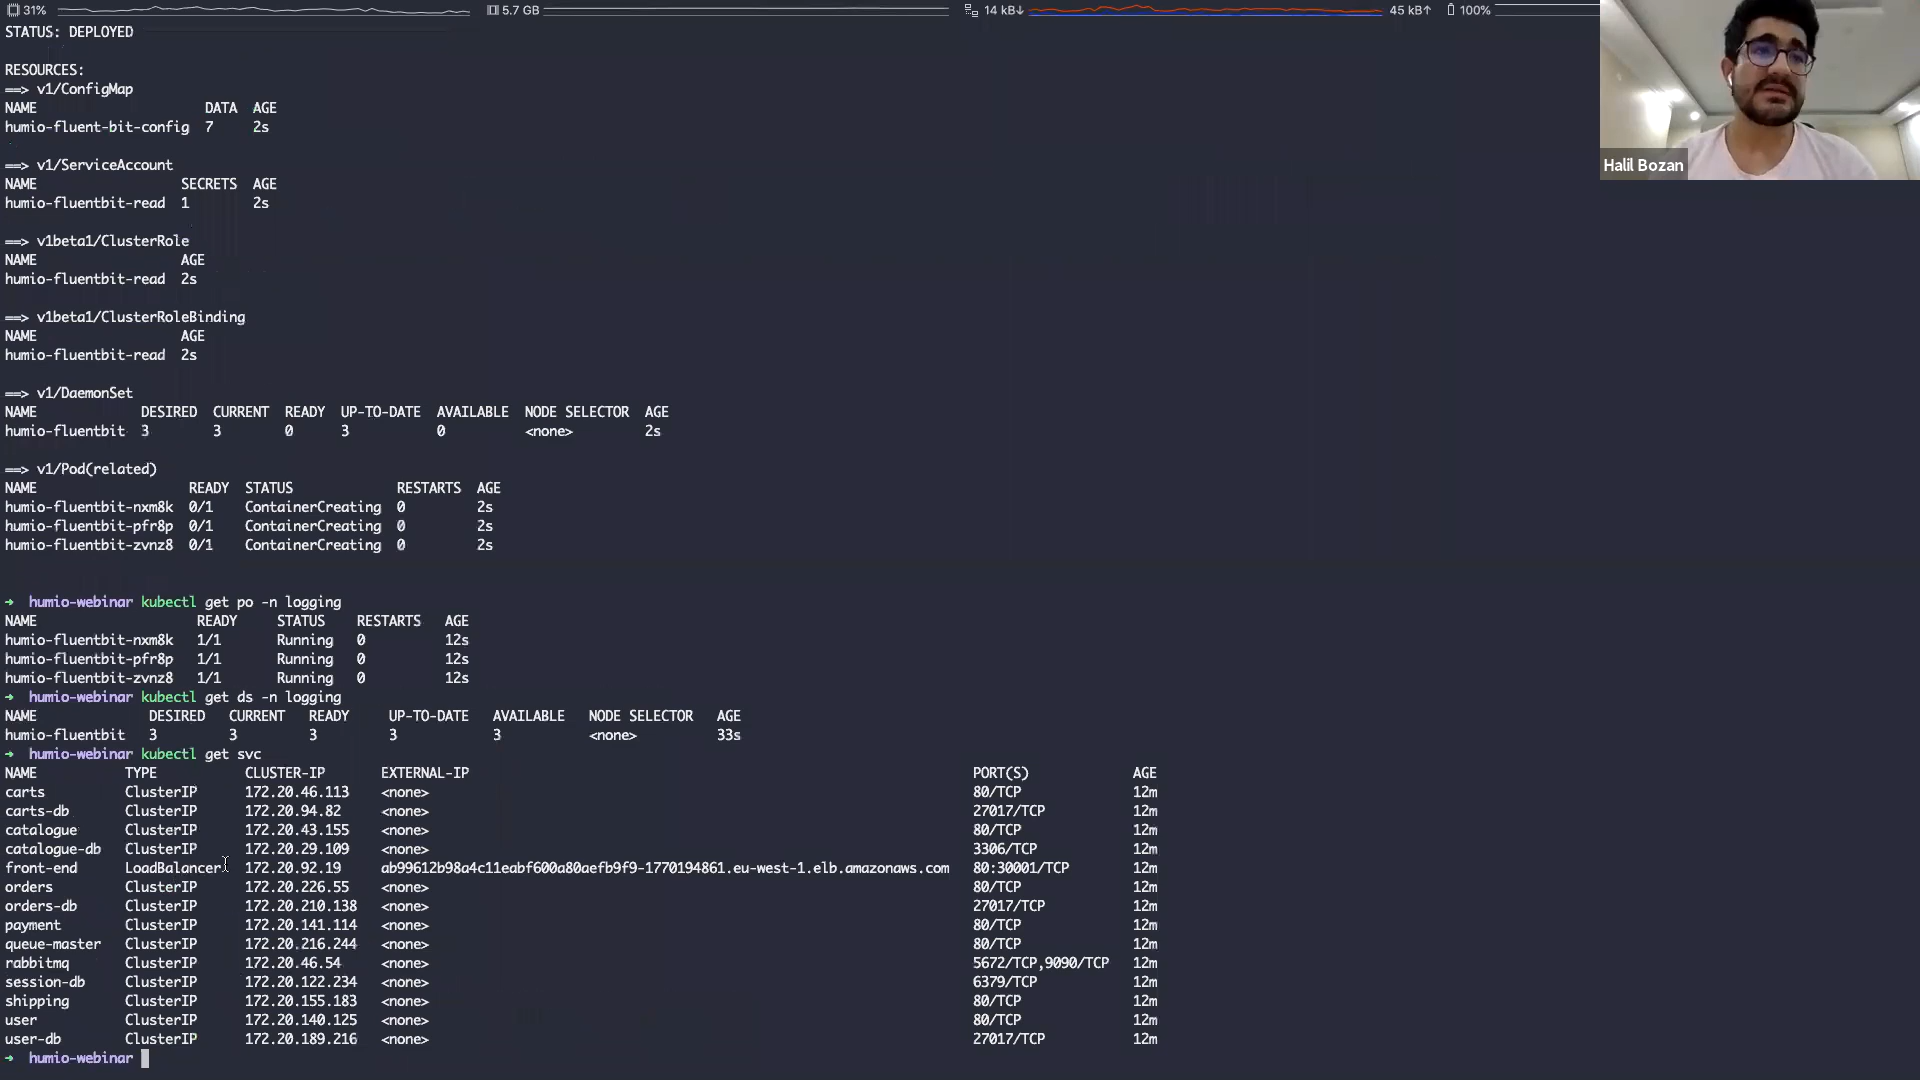 31% 5.7 GB 14 kB↓ 45 kB↑ 100%
STATUS: DEPLOYED
RESOURCES:
==> v1/ConfigMap
NAME DATA AGE
humio-fluent-bit-config 7 2s
==> v1/ServiceAccount
NAME SECRETS AGE
humio-fluentbit-read 1 2s
Halil Bozan
==> v1beta1/ClusterRole
NAME AGE
humio-fluentbit-read 2s
==> v1beta1/ClusterRoleBinding
NAME AGE
humio-fluentbit-read 2s
==> v1/DaemonSet
NAME DESIRED CURRENT READY UP-TO-DATE AVAILABLE NODE SELECTOR AGE
humio-fluentbit 3 3 0 3 0 <none> 2s
==> v1/Pod(related)
NAME READY STATUS RESTARTS AGE
humio-fluentbit-nxm8k 0/1 ContainerCreating 0 2s
humio-fluentbit-pfr8p 0/1 ContainerCreating 0 2s
humio-fluentbit-zvnz8 0/1 ContainerCreating 0 2s
➜ humio-webinar kubectl get po -n logging
NAME READY STATUS RESTARTS AGE
humio-fluentbit-nxm8k 1/1 Running 0 12s
humio-fluentbit-pfr8p 1/1 Running 0 12s
humio-fluentbit-zvnz8 1/1 Running 0 12s
➜ humio-webinar kubectl get ds -n logging
NAME DESIRED CURRENT READY UP-TO-DATE AVAILABLE NODE SELECTOR AGE
humio-fluentbit 3 3 3 3 3 <none> 33s
➜ humio-webinar kubectl get svc
NAME TYPE CLUSTER-IP EXTERNAL-IP PORT(S) AGE
carts ClusterIP 172.20.46.113 <none> 80/TCP 12m
carts-db ClusterIP 172.20.94.82 <none> 27017/TCP 12m
catalogue ClusterIP 172.20.43.155 <none> 80/TCP 12m
catalogue-db ClusterIP 172.20.29.109 <none> 3306/TCP 12m
front-end LoadBalancer 172.20.92.19 ab99612b98a4c11eabf600a80aefb9f9-1770194861.eu-west-1.elb.amazonaws.com 80:30001/TCP 12m
orders ClusterIP 172.20.226.55 <none> 80/TCP 12m
orders-db ClusterIP 172.20.210.138 <none> 27017/TCP 12m
payment ClusterIP 172.20.141.114 <none> 80/TCP 12m
queue-master ClusterIP 172.20.216.244 <none> 80/TCP 12m
rabbitmq ClusterIP 172.20.46.54 <none> 5672/TCP,9090/TCP 12m
session-db ClusterIP 172.20.122.234 <none> 6379/TCP 12m
shipping ClusterIP 172.20.155.183 <none> 80/TCP 12m
user ClusterIP 172.20.140.125 <none> 80/TCP 12m
user-db ClusterIP 172.20.189.216 <none> 27017/TCP 12m
➜ humio-webinar